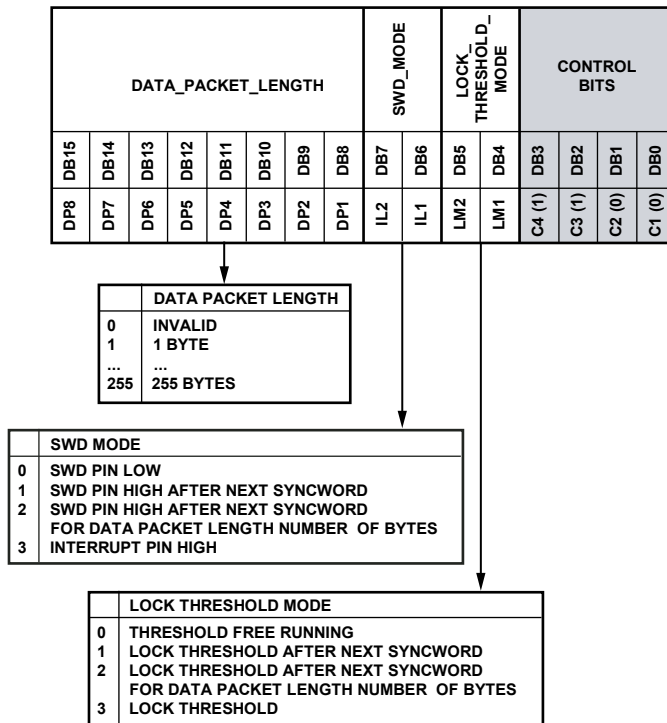 DATA_PACKET_LENGTH
SWD_MODE
LOCK_
THRESHOLD_
MODE
CONTROL
BITS
DB15 DB14 DB13 DB12 DB11 DB10 DB9 DB8 DB7 DB6 DB5 DB4 DB3 DB2 DB1 DB0
DP8 DP7 DP6 DP5 DP4 DP3 DP2 DP1 IL2 IL1 LM2 LM1 C4 (1) C3 (1) C2 (0) C1 (0)
DATA PACKET LENGTH
0 INVALID
1 1 BYTE
... ...
255 255 BYTES
SWD MODE
0 SWD PIN LOW
1 SWD PIN HIGH AFTER NEXT SYNCWORD
2 SWD PIN HIGH AFTER NEXT SYNCWORD
FOR DATA PACKET LENGTH NUMBER OF BYTES
3 INTERRUPT PIN HIGH
LOCK THRESHOLD MODE
0 THRESHOLD FREE RUNNING
1 LOCK THRESHOLD AFTER NEXT SYNCWORD
2 LOCK THRESHOLD AFTER NEXT SYNCWORD
FOR DATA PACKET LENGTH NUMBER OF BYTES
3 LOCK THRESHOLD